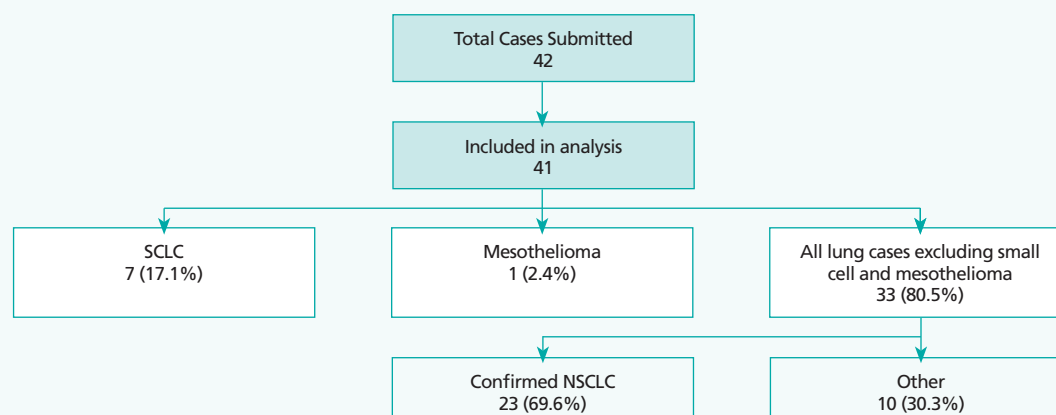 Total Cases Submitted
42
Included in analysis
41
SCLC
7 (17.1%)
Mesothelioma
1 (2.4%)
All lung cases excluding small
cell and mesothelioma
33 (80.5%)
Confirmed NSCLC
23 (69.6%)
Other
10 (30.3%)